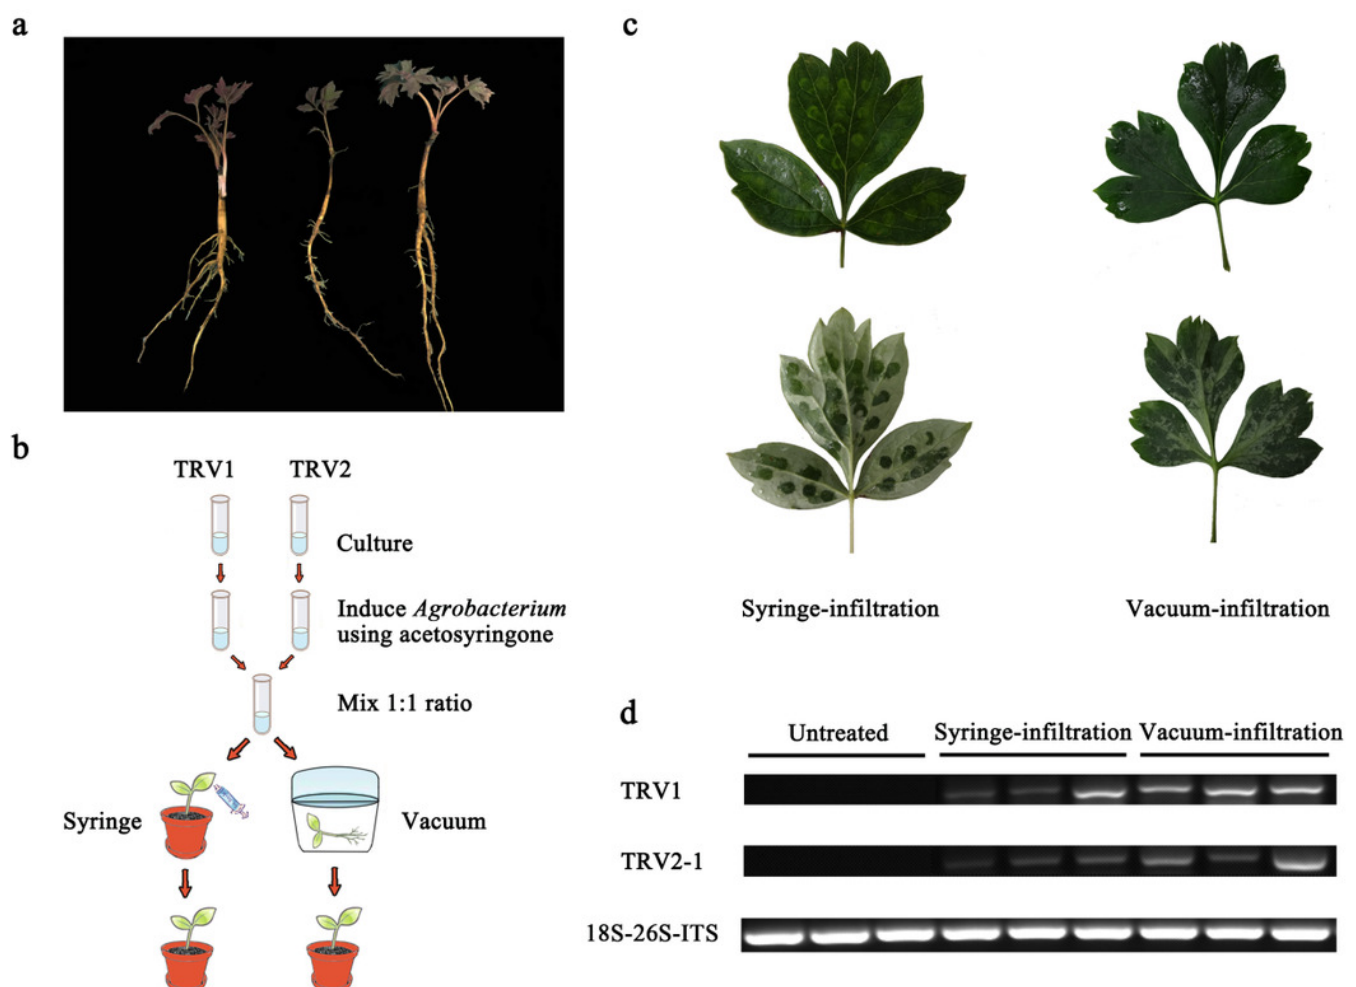 a
c
b
TRV1 TRV2
Culture
Induce Agrobacterium
using acetosyringone
Mix 1:1 ratio
Syringe
Vacuum
Syringe-infiltration
Vacuum-infiltration
d
Untreated Syringe-infiltration Vacuum-infiltration
TRV1
TRV2-1
18S-26S-ITS